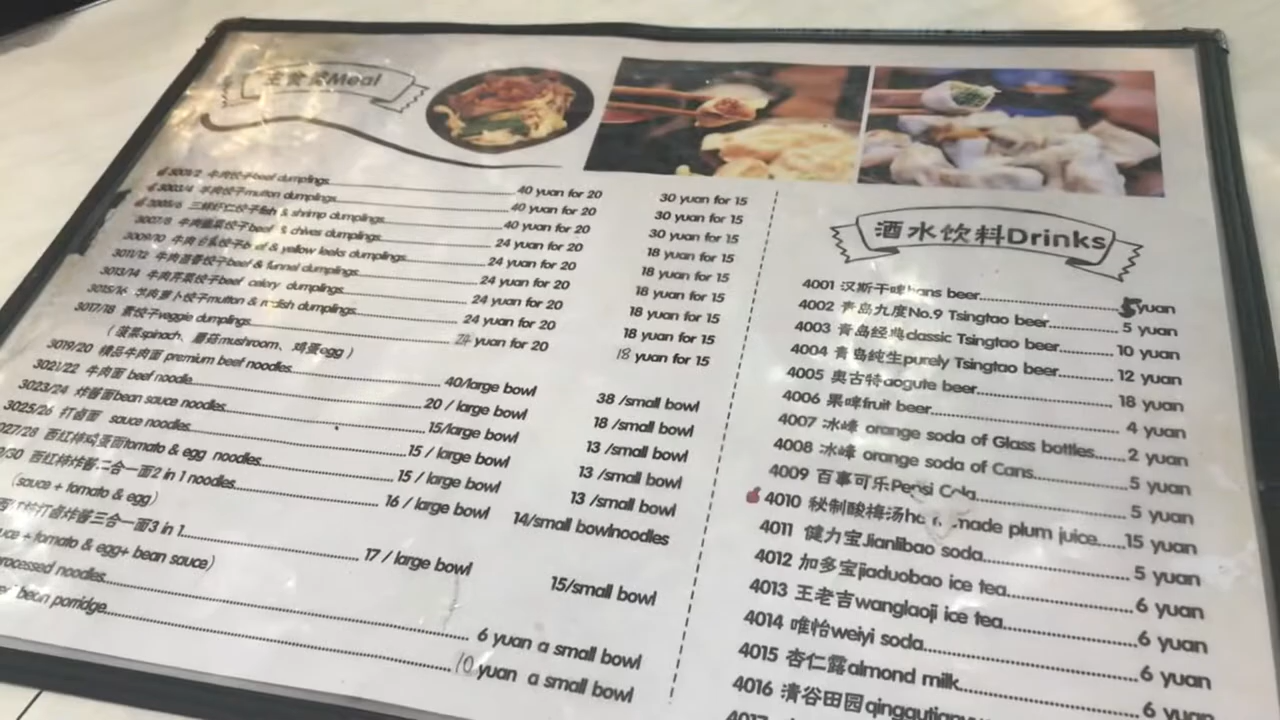 主食类Meal
3001/2 牛肉饺子beef dumplings 40 yuan for 20 30 yuan for 15
3003/4 羊肉饺子mutton dumplings 40 yuan for 20 30 yuan for 15
3005/6 三鲜虾仁饺子fish & shrimp dumplings 40 yuan for 20 30 yuan for 15
3007/8 牛肉韭菜饺子beef & chives dumplings 24 yuan for 20 18 yuan for 15
3009/10 牛肉 饺子beef & yellow leeks dumplings 24 yuan for 20 18 yuan for 15
3011/12 牛肉茴香饺子beef & funnel dumplings 24 yuan for 20 18 yuan for 15
3013/14 牛肉芹菜饺子beef celery dumplings 24 yuan for 20 18 yuan for 15
3015/16 羊肉萝卜饺子mutton & radish dumplings 24 yuan for 20 18 yuan for 15
3017/18 素饺子veggie dumplings 24 yuan for 20 18 yuan for 15
(菠菜spinach、蘑菇mushroom、鸡蛋egg)
3019/20 精品牛肉面 premium beef noodles 40/large bowl 38 /small bowl
3021/22 牛肉面 beef noodle 20 / large bowl 18 /small bowl
3023/24 炸酱面bean sauce noodles 15/large bowl 13 /small bowl
3025/26 打卤面 sauce noodles 15 / large bowl 13 /small bowl
027/28 西红柿鸡蛋面tomato & egg noodles 15 / large bowl 13 /small bowl
/30 西红柿炸酱二合一面2 in 1 noodles 16 / large bowl 14/small bowlnoodles
(sauce + tomato & egg)
打卤炸酱三合一面3 in 1 17 / large bowl 15/small bowl
+ tomato & egg+ bean sauce)
processed noodles 6 yuan a small bowl
bean porridge 10 yuan a small bowl
酒水饮料Drinks
4001 汉斯干啤hans beer 5yuan
4002 青岛九度No.9 Tsingtao beer 5 yuan
4003 青岛经典classic Tsingtao beer 10 yuan
4004 青岛纯生purely Tsingtao beer 12 yuan
4005 奥古特aogute beer 18 yuan
4006 果啤fruit beer 4 yuan
4007 冰峰 orange soda of Glass bottles 2 yuan
4008 冰峰 orange soda of Cans 5 yuan
4009 百事可乐Pepsi Cola 5 yuan
4010 秘制酸梅汤homemade plum juice 15 yuan
4011 健力宝Jianlibao soda 5 yuan
4012 加多宝jiaduobao ice tea 6 yuan
4013 王老吉wanglaoji ice tea 6 yuan
4014 唯怡weiyi soda 6 yuan
4015 杏仁露almond milk 6 yuan
4016 清谷田园